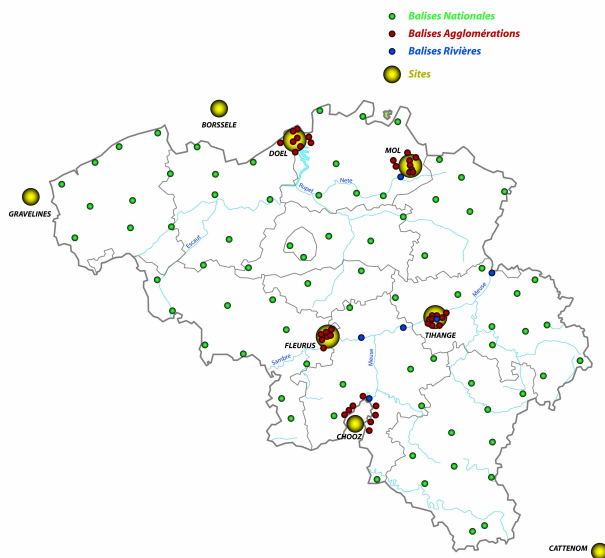 Balises Nationales
Balises Agglomérations
Balises Rivières
Sites
BORSSELE
DOEL
MOL
GRAVELINES
Rupel
Nete
Escaut
Meuse
TIHANGE
FLEURUS
Sambre
Meuse
CHOOZ
CATTENOM